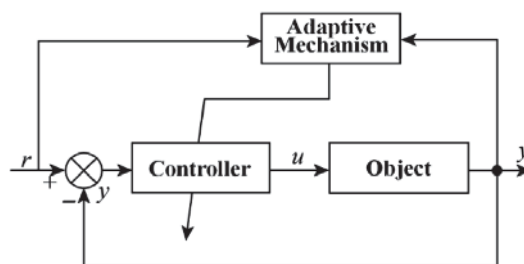 Adaptive
Mechanism
r
+
−
y
Controller
u
Object
y